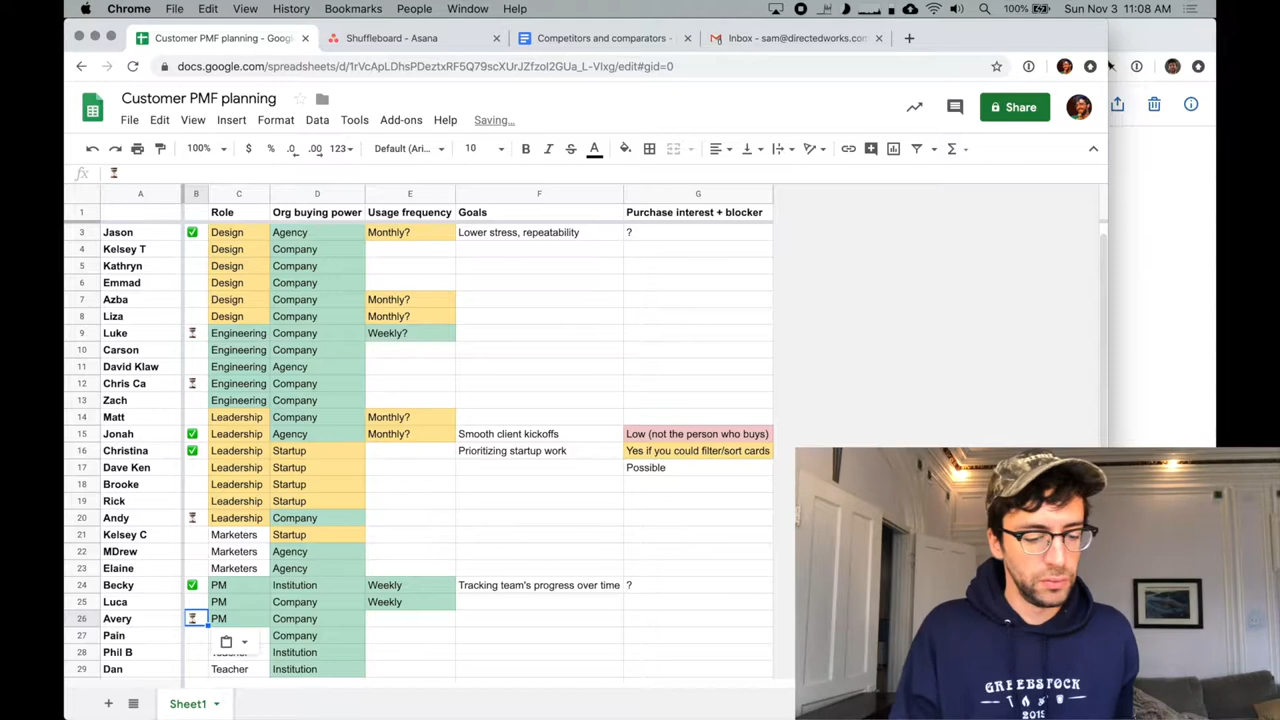 Chrome File Edit View History Bookmarks People Window Help 100% Sun Nov 3 11:08 AM
Customer PMF planning - Goog Shuffleboard - Asana Competitors and comparators - Inbox - sam@directedworks.com
docs.google.com/spreadsheets/d/1rVcApLDhsPDeztxRF5Q79scXUrJZfzoI2GUa_L-VIxg/edit#gid=0
Customer PMF planning
File Edit View Insert Format Data Tools Add-ons Help Saving...
Share
100% $ % .0 .00 123 Default (Ari... 10 B I S A
fx ⏳
A B C D E F G
1 Role Org buying power Usage frequency Goals Purchase interest + blocker
3 Jason ✅ Design Agency Monthly? Lower stress, repeatability ?
4 Kelsey T Design Company
5 Kathryn Design Company
6 Emmad Design Company
7 Azba Design Company Monthly?
8 Liza Design Company Monthly?
9 Luke ⏳ Engineering Company Weekly?
10 Carson Engineering Company
11 David Klaw Engineering Agency
12 Chris Ca ⏳ Engineering Company
13 Zach Engineering Company
14 Matt Leadership Company Monthly?
15 Jonah ✅ Leadership Agency Monthly? Smooth client kickoffs Low (not the person who buys)
16 Christina ✅ Leadership Startup Prioritizing startup work Yes if you could filter/sort cards
17 Dave Ken Leadership Startup Possible
18 Brooke Leadership Startup
19 Rick Leadership Startup
20 Andy ⏳ Leadership Company
21 Kelsey C Marketers Startup
22 MDrew Marketers Agency
23 Elaine Marketers Agency
24 Becky ✅ PM Institution Weekly Tracking team's progress over time ?
25 Luca PM Company Weekly
26 Avery ⏳ PM Company
27 Pain Company
28 Phil B Institution
29 Dan Teacher Institution
Sheet1
GREEBSTOCK
2019